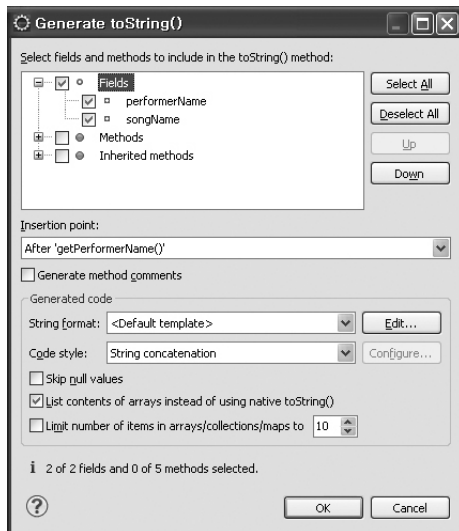 Generate toString()
Select fields and methods to include in the toString() method:
Fields
performerName
songName
Methods
Inherited methods
Select All
Deselect All
Up
Down
Insertion point:
After 'getPerformerName()'
Generate method comments
Generated code
String format: <Default template> Edit...
Code style: String concatenation Configure...
Skip null values
List contents of arrays instead of using native toString()
Limit number of items in arrays/collections/maps to 10
i 2 of 2 fields and 0 of 5 methods selected.
? OK Cancel